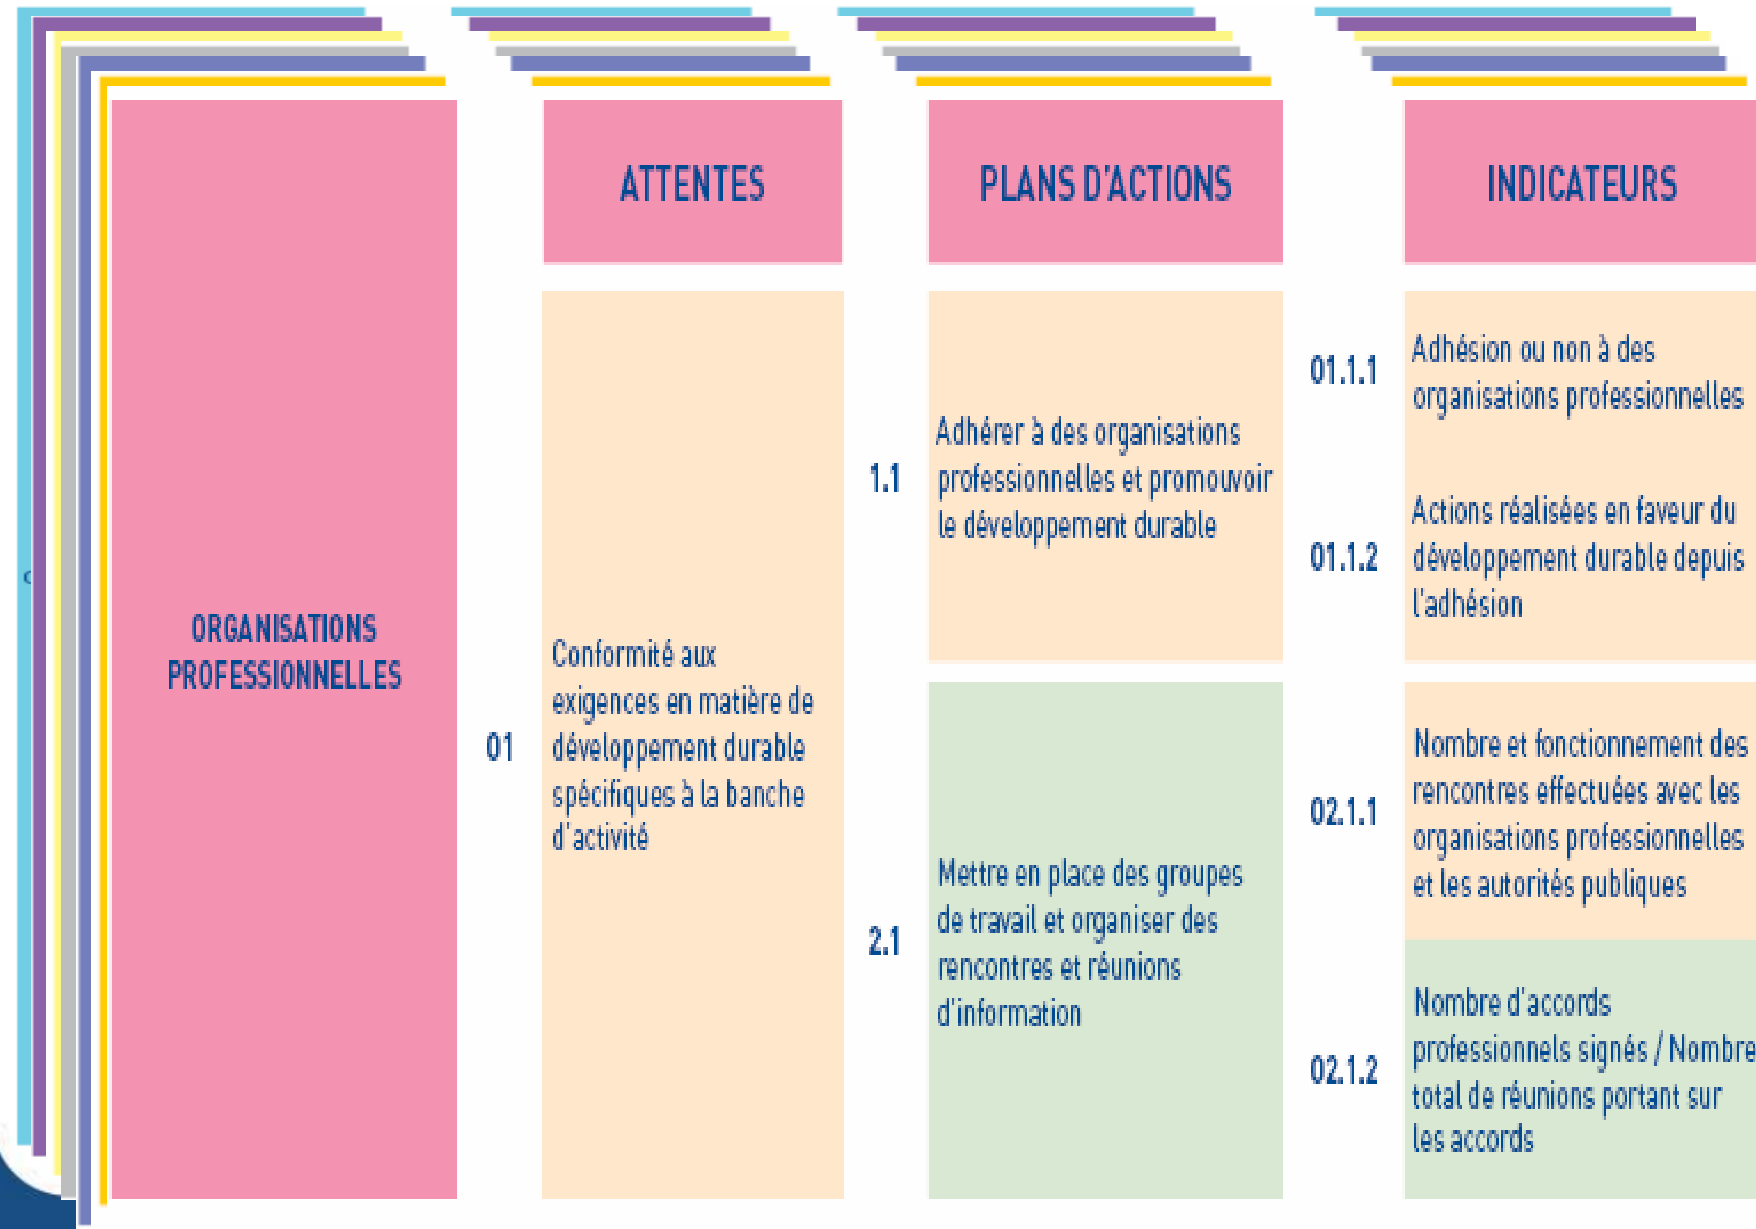 ATTENTES
PLANS D'ACTIONS
INDICATEURS
ORGANISATIONS
PROFESSIONNELLES
01
Conformité aux
exigences en matière de
développement durable
spécifiques à la banche
d'activité
1.1
Adhérer à des organisations
professionnelles et promouvoir
le développement durable
01.1.1
Adhésion ou non à des
organisations professionnelles
01.1.2
Actions réalisées en faveur du
développement durable depuis
l'adhésion
2.1
Mettre en place des groupes
de travail et organiser des
rencontres et réunions
d'information
02.1.1
Nombre et fonctionnement des
rencontres effectuées avec les
organisations professionnelles
et les autorités publiques
02.1.2
Nombre d'accords
professionnels signés / Nombre
total de réunions portant sur
les accords